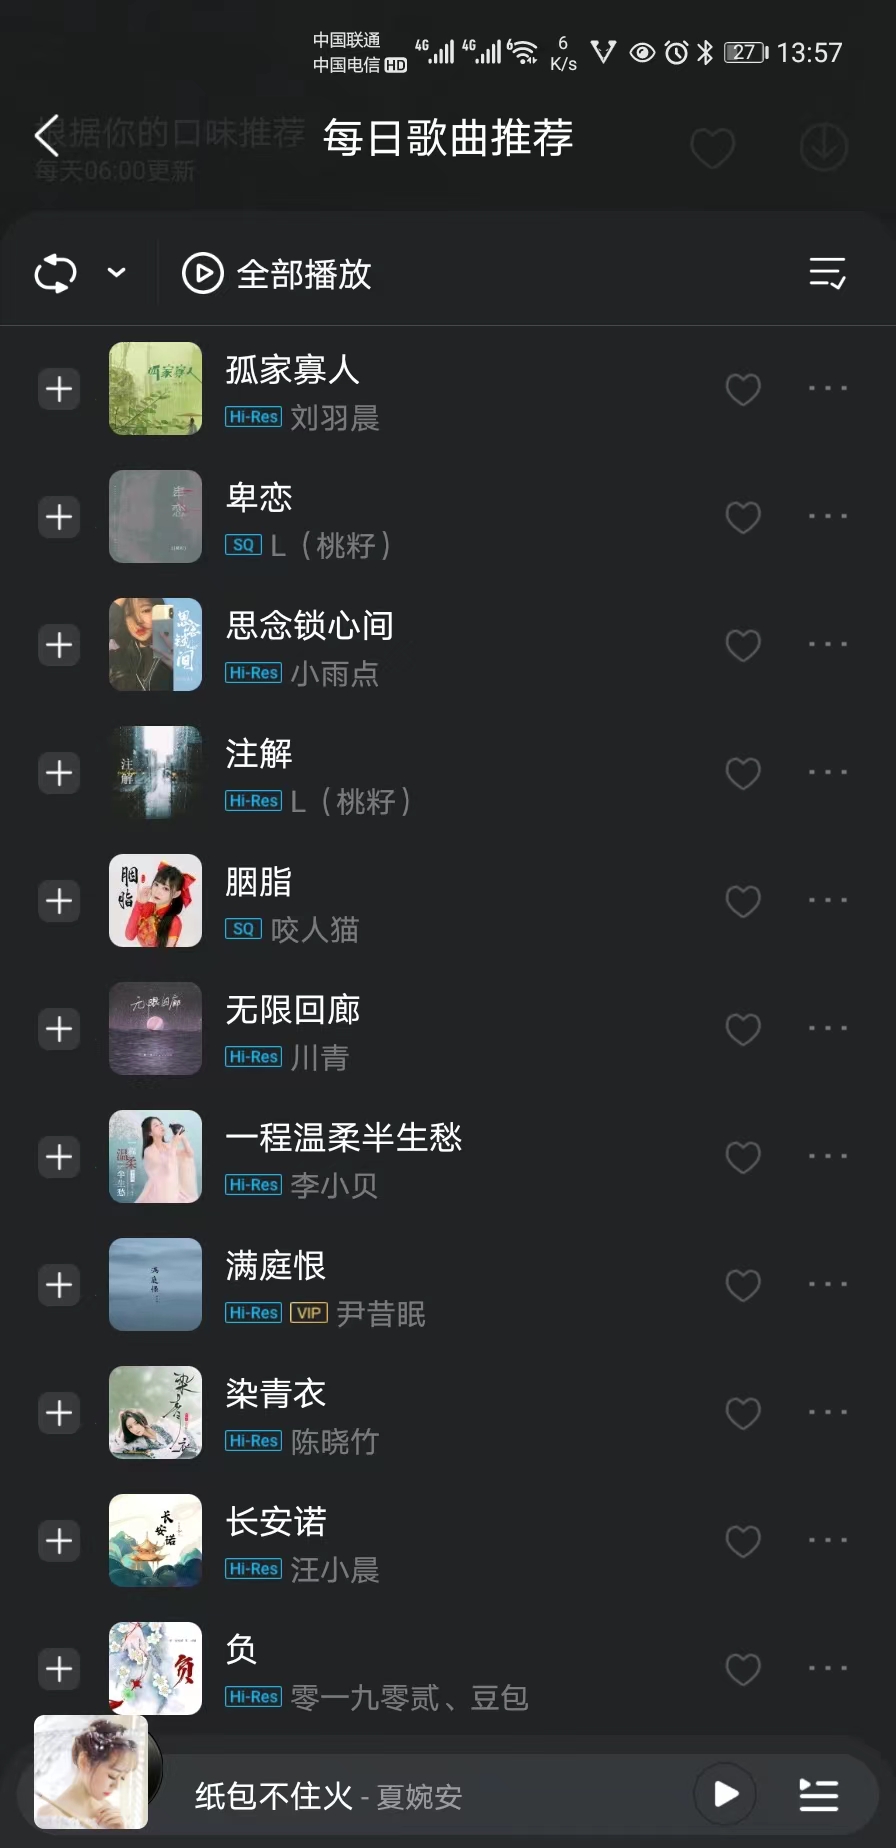 中国联通
中国电信 HD
4G 4G 6 6 K/s 27 13:57
根据你的口味推荐
每日歌曲推荐
每天06:00更新
全部播放
孤家寡人
Hi-Res 刘羽晨
卑恋
SQ L（桃籽）
思念锁心间
Hi-Res 小雨点
注解
Hi-Res L（桃籽）
胭脂
SQ 咬人猫
无限回廊
Hi-Res 川青
一程温柔半生愁
Hi-Res 李小贝
满庭恨
Hi-Res VIP 尹昔眠
染青衣
Hi-Res 陈晓竹
长安诺
Hi-Res 汪小晨
负
Hi-Res 零一九零贰、豆包
纸包不住火 - 夏婉安